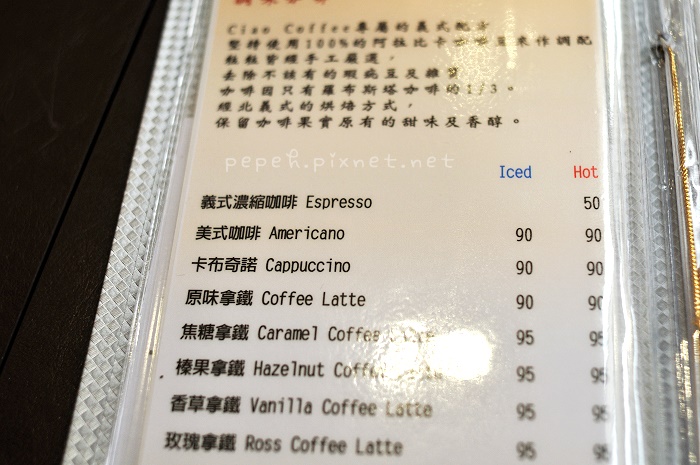 Ciao Coffee專屬的義式配方
堅持使用100%的阿拉比卡咖啡豆來作調配
粒粒皆經手工嚴選，
去除不該有的瑕疵豆及雜質
咖啡因只有羅布斯塔咖啡的1/3。
經北義式的烘焙方式，
保留咖啡果實原有的甜味及香醇。
pepeh.pixnet.net
Iced Hot
義式濃縮咖啡 Espresso 50
美式咖啡 Americano 90 90
卡布奇諾 Cappuccino 90 90
原味拿鐵 Coffee Latte 90 90
焦糖拿鐵 Caramel Coffee 95 95
榛果拿鐵 Hazelnut 95 95
香草拿鐵 Vanilla Coffee Latte 95 95
玫瑰拿鐵 Ross Coffee Latte 95 95